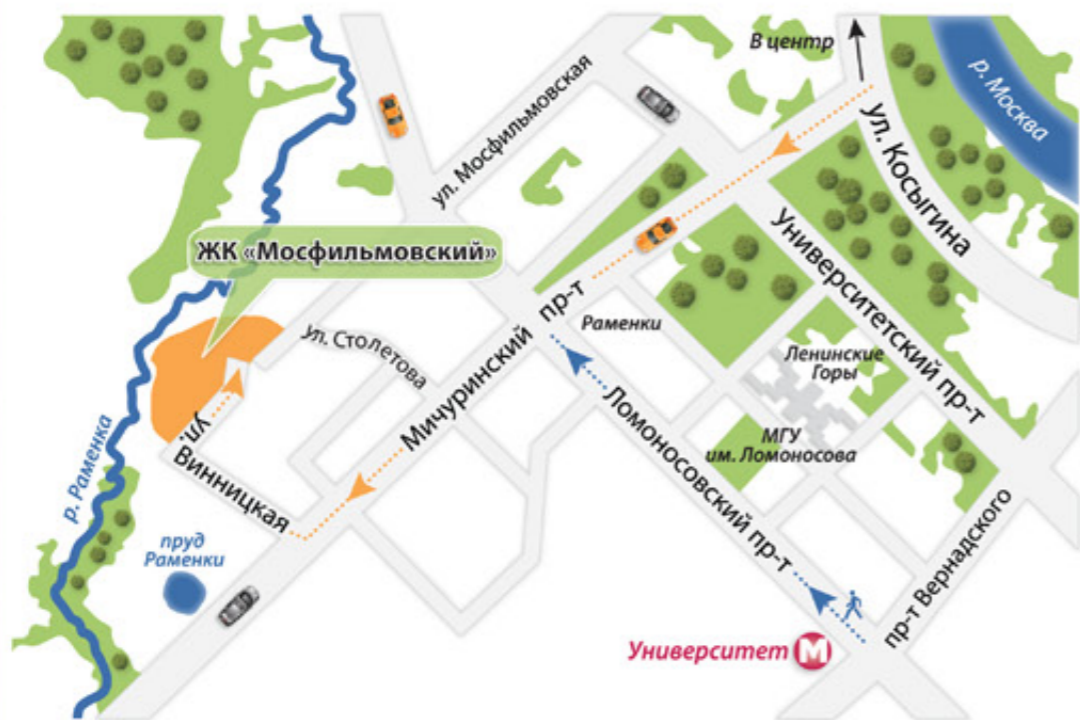 В центр
р. Москва
ул. Мосфильмовская
ул. Косыгина
ЖК «Мосфильмовский»
Университетский пр-т
Мичуринский пр-т
Раменки
ул. Столетова
Ленинские
Горы
Ломоносовский пр-т
МГУ
им. Ломоносова
ул.
Винницкая
р. Раменка
пруд
Раменки
пр-т Вернадского
Университет М